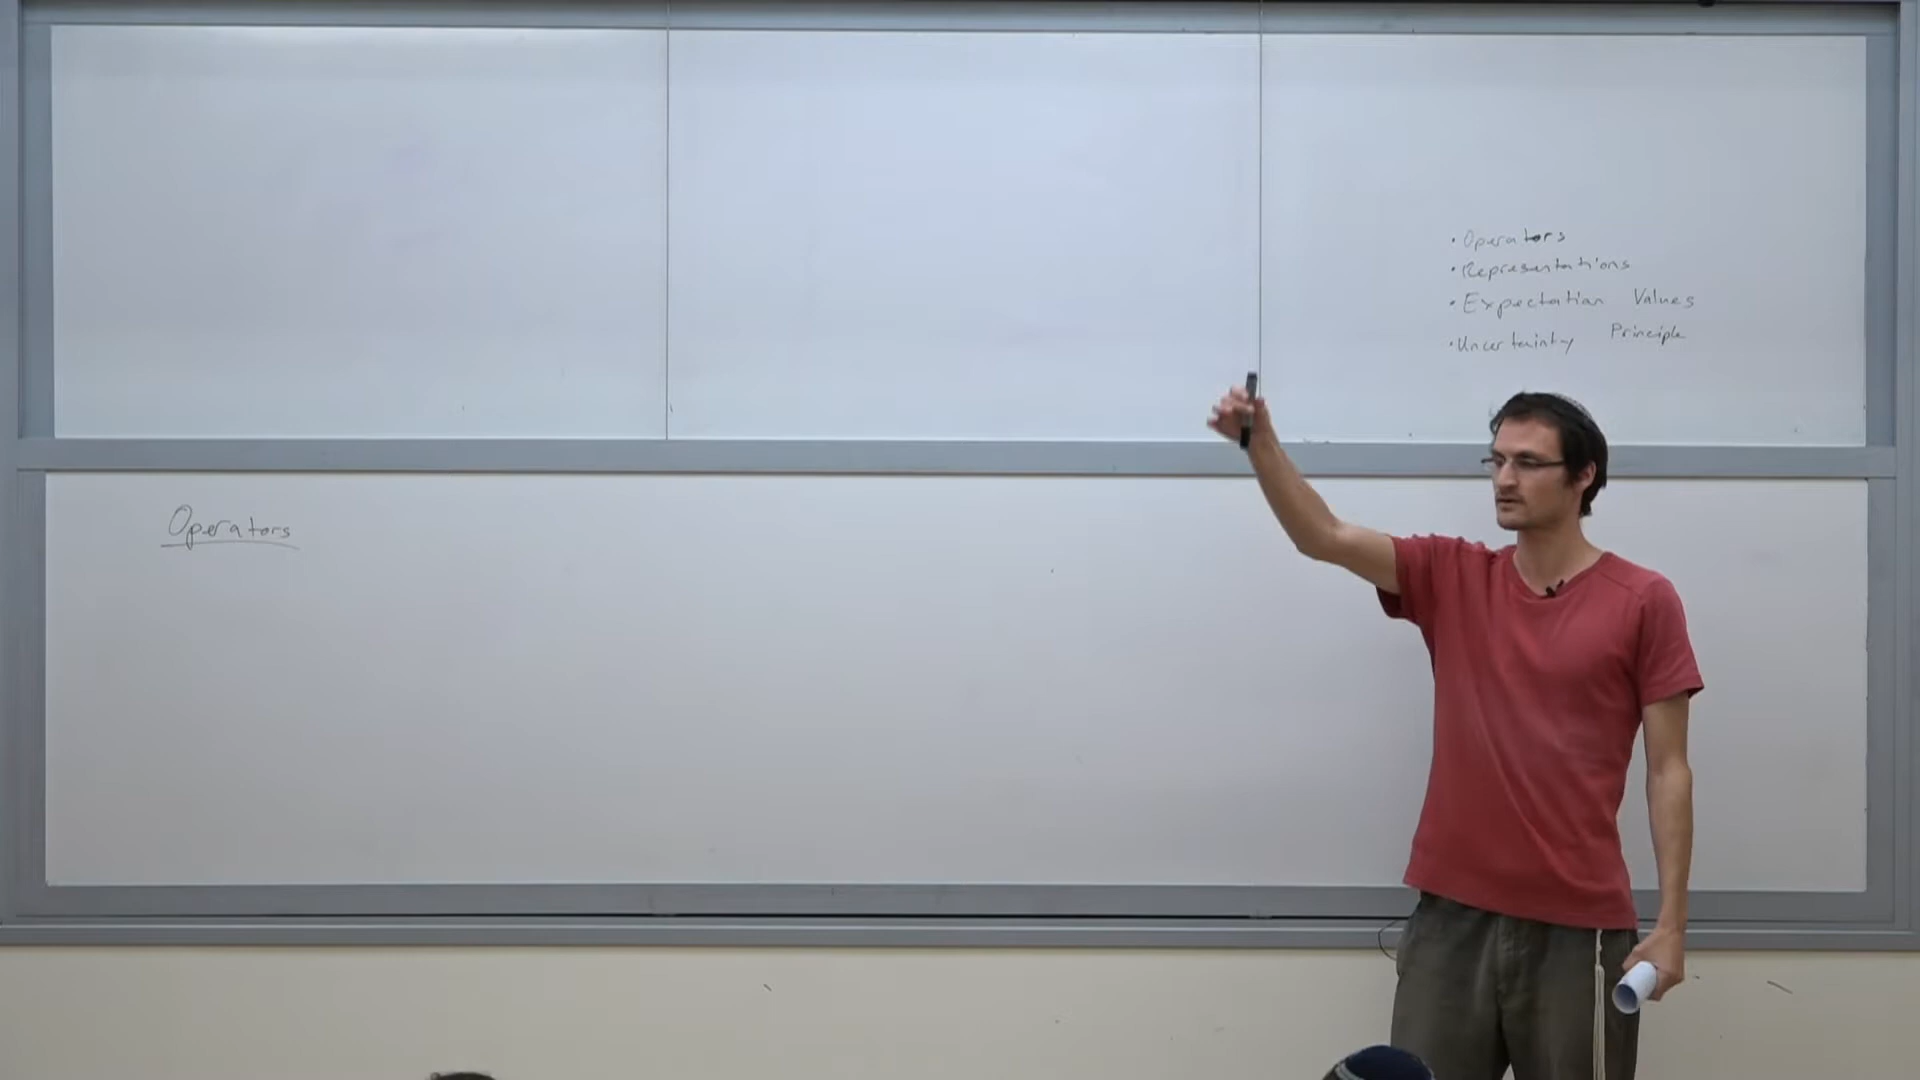 • Operators
• Representations
• Expectation Values
• Uncertainty Principle
Operators